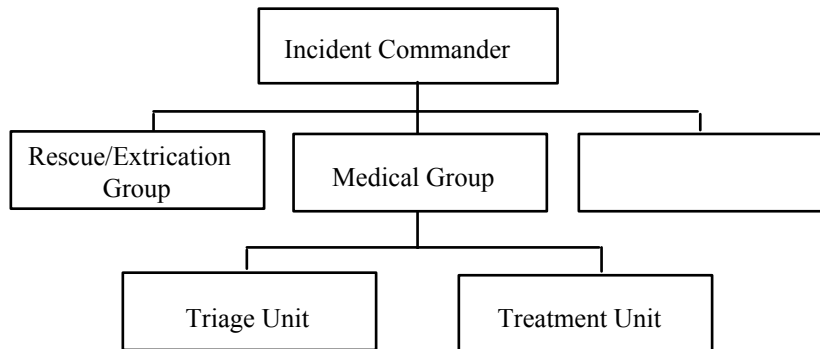 Incident Commander
Rescue/Extrication
Group
Medical Group
Triage Unit
Treatment Unit